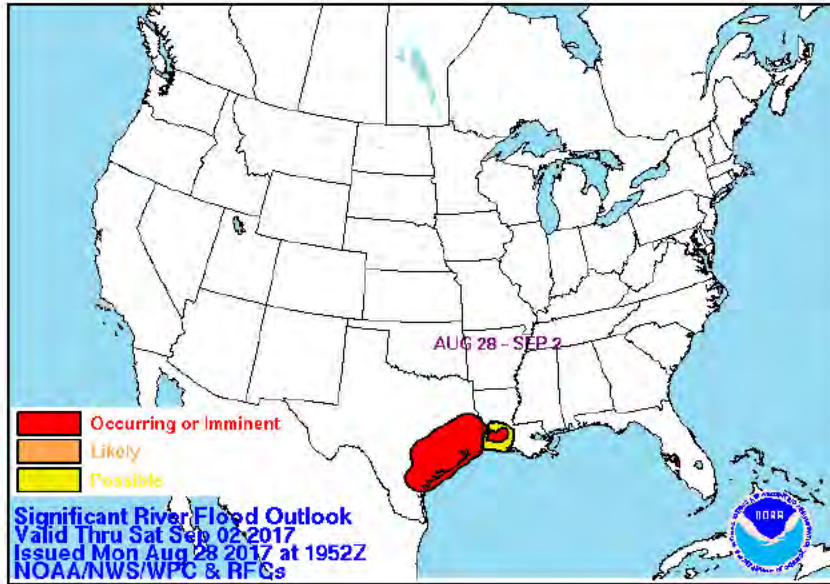 AUG 28 - SEP 2
Occurring or Imminent
Likely
Possible
Significant River Flood Outlook
Valid Thru Sat Sep 02 2017
Issued Mon Aug 28 2017 at 1952Z
NOAA/NWS/WPC & RFCs
NOAA